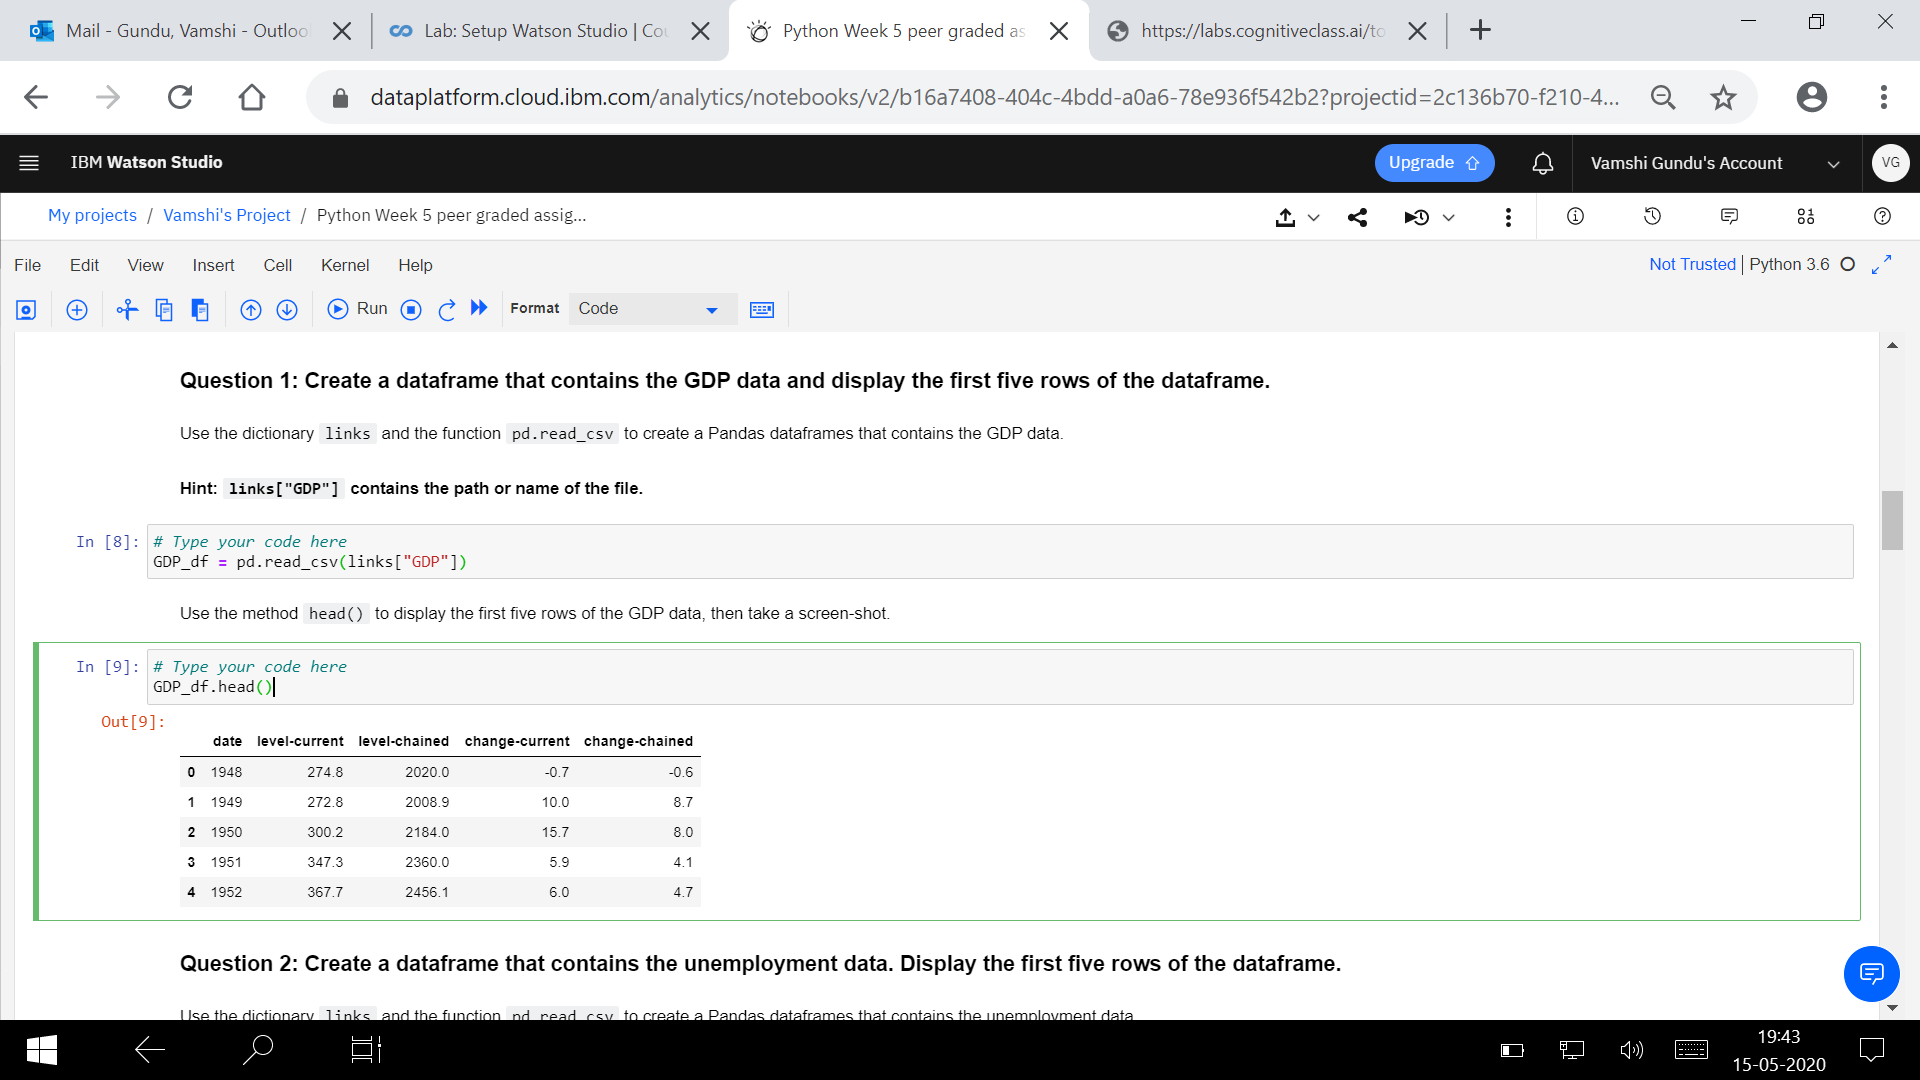 Mail - Gundu, Vamshi - Outloo
Lab: Setup Watson Studio | Cou
Python Week 5 peer graded as
https://labs.cognitiveclass.ai/to
dataplatform.cloud.ibm.com/analytics/notebooks/v2/b16a7408-404c-4bdd-a0a6-78e936f542b2?projectid=2c136b70-f210-4...
IBM Watson Studio
Upgrade
Vamshi Gundu's Account
VG
My projects / Vamshi's Project / Python Week 5 peer graded assig...
File Edit View Insert Cell Kernel Help
Not Trusted | Python 3.6
Run
Format
Code
Question 1: Create a dataframe that contains the GDP data and display the first five rows of the dataframe.
Use the dictionary links and the function pd.read_csv to create a Pandas dataframes that contains the GDP data.
Hint: links["GDP"] contains the path or name of the file.
In [8]: # Type your code here
GDP_df = pd.read_csv(links["GDP"])
Use the method head() to display the first five rows of the GDP data, then take a screen-shot.
In [9]: # Type your code here
GDP_df.head()
Out[9]:
date level-current level-chained change-current change-chained
0 1948 274.8 2020.0 -0.7 -0.6
1 1949 272.8 2008.9 10.0 8.7
2 1950 300.2 2184.0 15.7 8.0
3 1951 347.3 2360.0 5.9 4.1
4 1952 367.7 2456.1 6.0 4.7
Question 2: Create a dataframe that contains the unemployment data. Display the first five rows of the dataframe.
Use the dictionary links and the function pd.read_csv to create a Pandas dataframes that contains the unemployment data.
19:43
15-05-2020